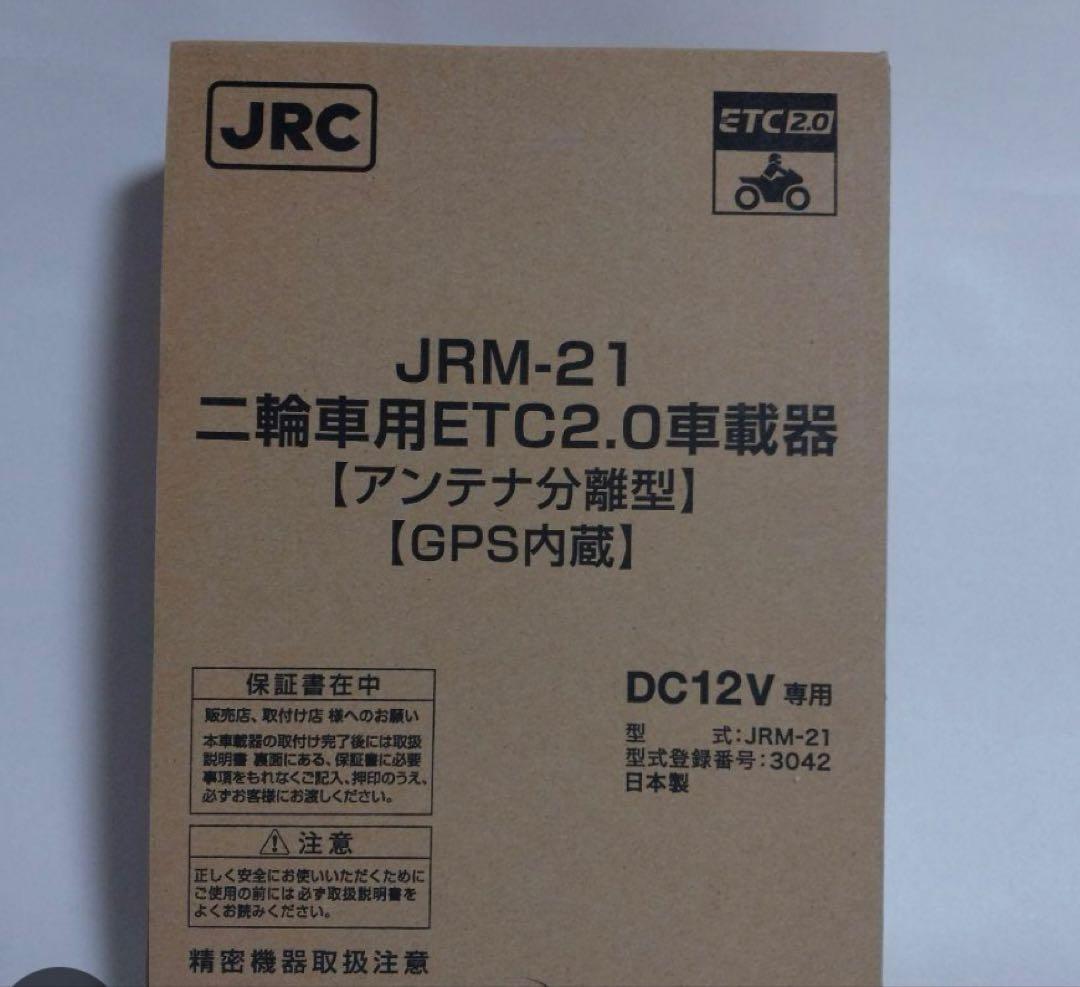 JRC
ETC 2.0
JRM-21
二輪車用ETC2.0車載器
【アンテナ分離型】
【GPS内蔵】
保証書在中
販売店、取付け店 様へのお願い
本車載器の取付け完了後には取扱
説明書 裏面にある、保証書に必要
事項をもれなくご記入、押印のうえ、
必ずお客様にお渡しください。
DC12V 専用
型 式:JRM-21
型式登録番号:3042
日本製
注意
正しく安全にお使いいただくために
ご使用の前には必ず取扱説明書を
よくお読みください。
精密機器取扱注意